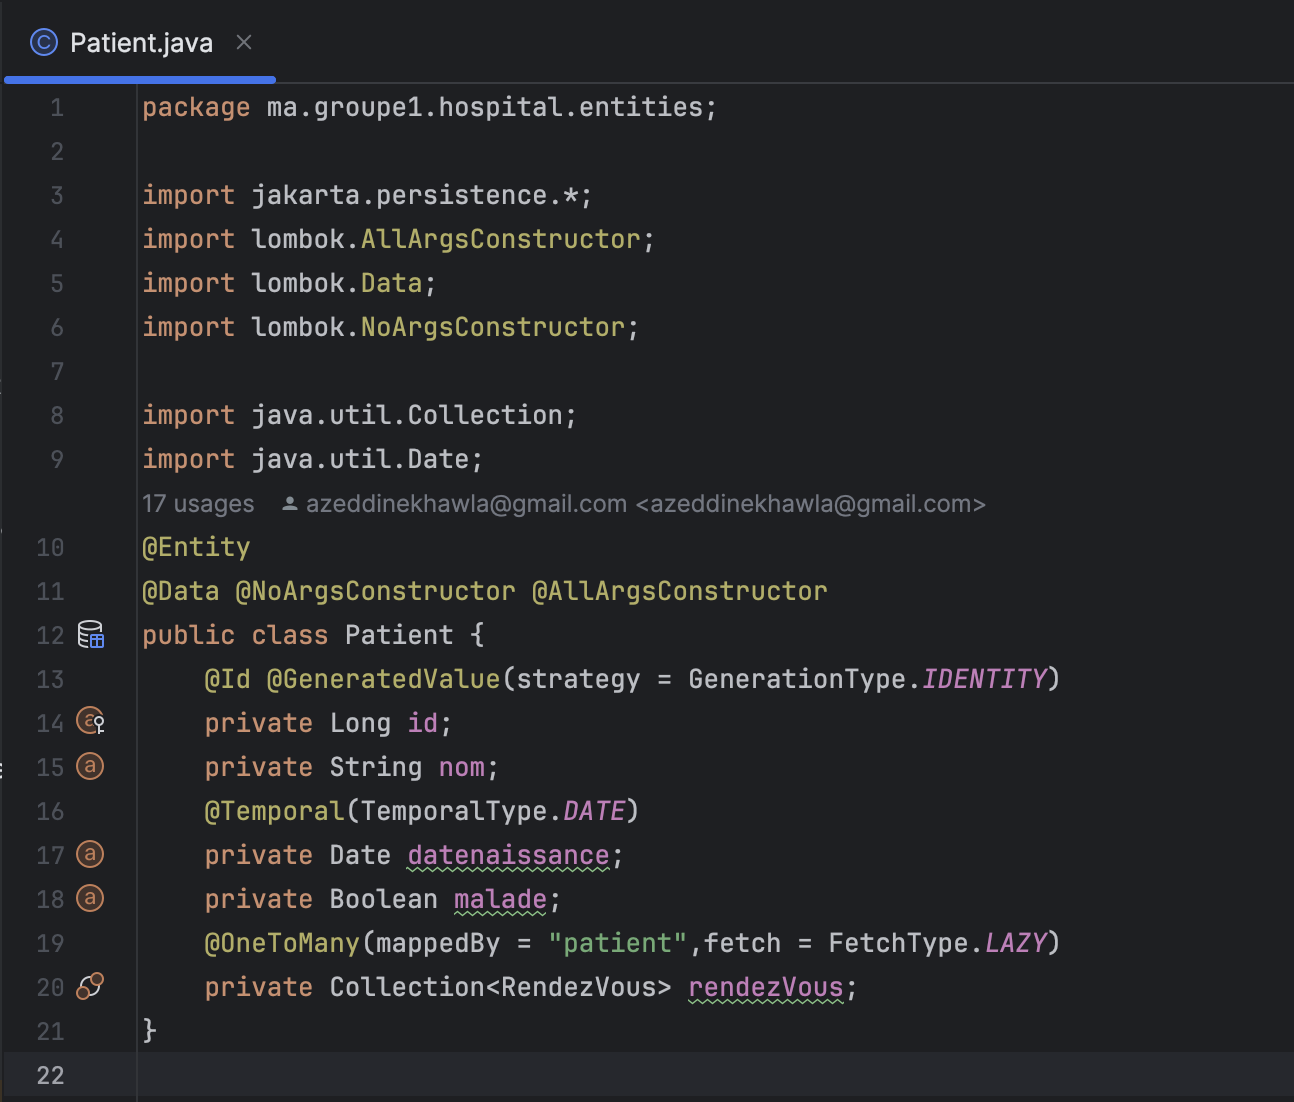 Patient.java
1 package ma.groupe1.hospital.entities;
2
3 import jakarta.persistence.*;
4 import lombok.AllArgsConstructor;
5 import lombok.Data;
6 import lombok.NoArgsConstructor;
7
8 import java.util.Collection;
9 import java.util.Date;
17 usages azeddinekhawla@gmail.com <azeddinekhawla@gmail.com>
10 @Entity
11 @Data @NoArgsConstructor @AllArgsConstructor
12 public class Patient {
13     @Id @GeneratedValue(strategy = GenerationType.IDENTITY)
14     private Long id;
15     private String nom;
16     @Temporal(TemporalType.DATE)
17     private Date datenaissance;
18     private Boolean malade;
19     @OneToMany(mappedBy = "patient",fetch = FetchType.LAZY)
20     private Collection<RendezVous> rendezVous;
21 }
22